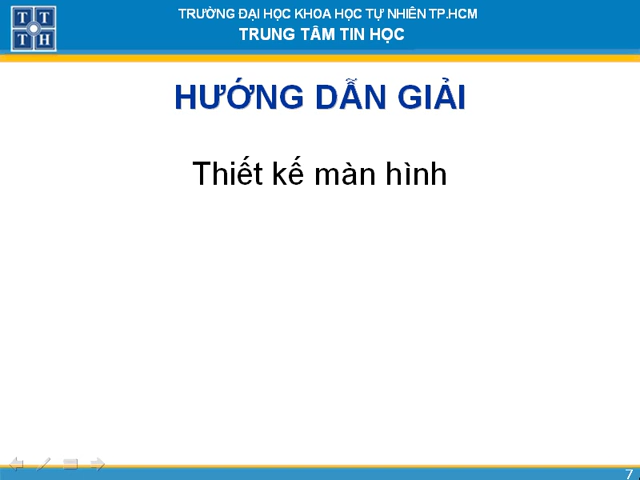 TRƯỜNG ĐẠI HỌC KHOA HỌC TỰ NHIÊN TP.HCM
TRUNG TÂM TIN HỌC
T T
T H
HƯỚNG DẪN GIẢI
Thiết kế màn hình
7